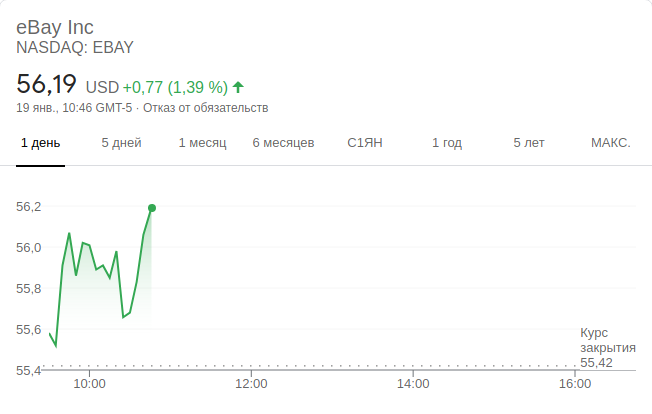 eBay Inc
NASDAQ: EBAY
56,19 USD +0,77 (1,39 %)
19 янв., 10:46 GMT-5 · Отказ от обязательств
1 день 5 дней 1 месяц 6 месяцев С1ЯН 1 год 5 лет МАКС.
56,2
56,0
55,8
55,6
Курс
закрытия
55,42
55,4
10:00 12:00 14:00 16:00